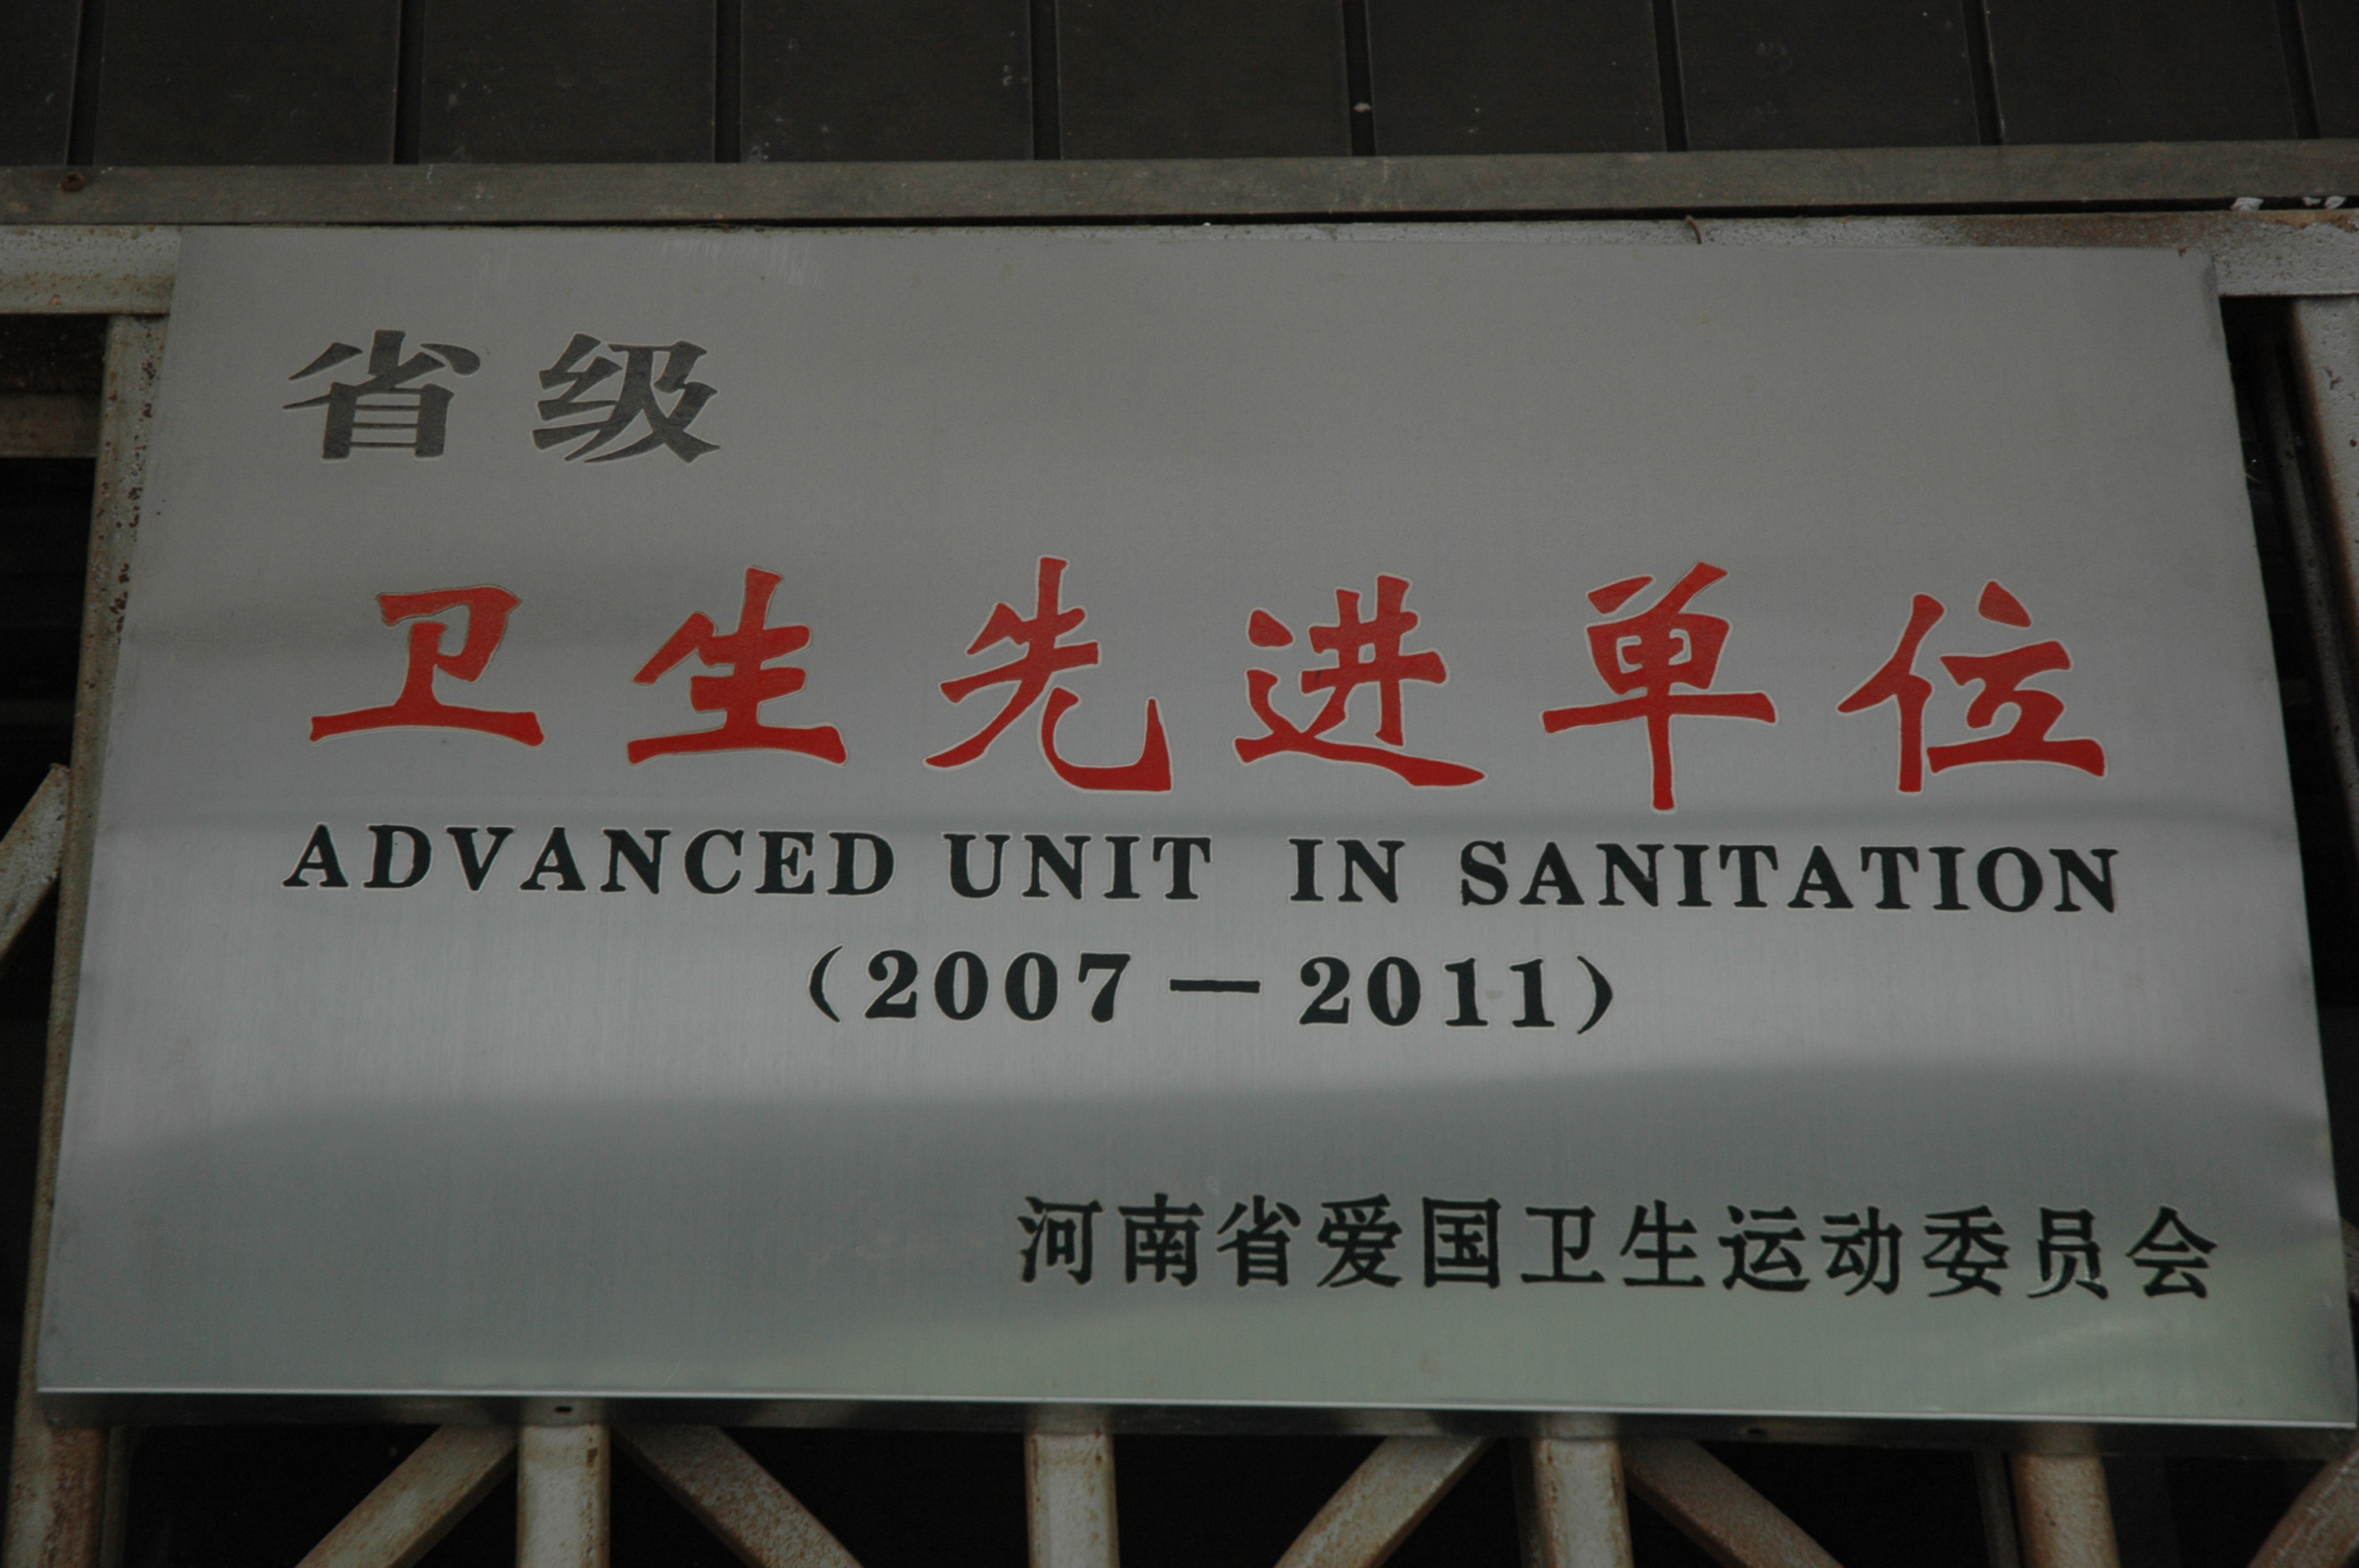 省级
卫生先进单位
ADVANCED UNIT IN SANITATION
（2007—2011）
河南省爱国卫生运动委员会